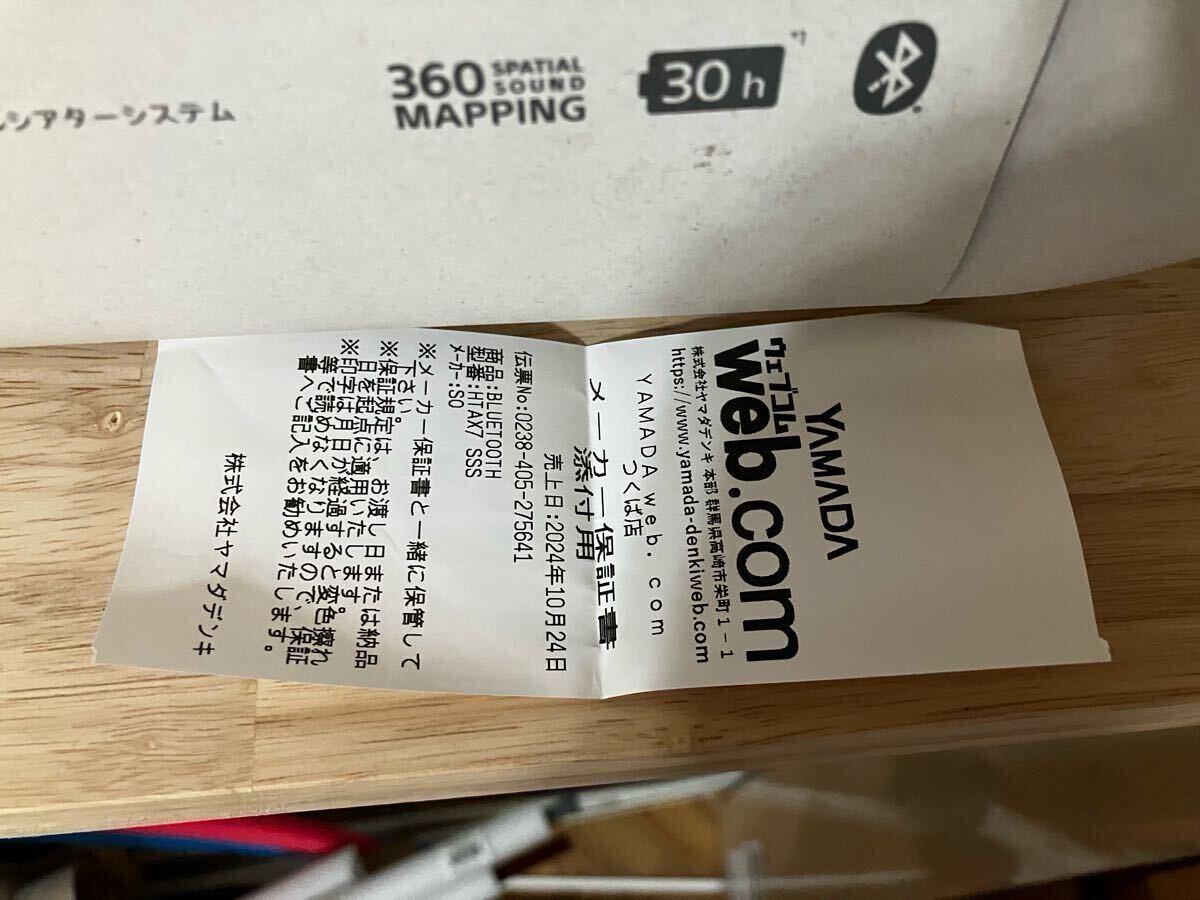 シアターシステム
360 SPATIAL
SOUND
MAPPING
30h
*1
YAMADA
ウェブコム
web.com
株式会社ヤマダデンキ 本部 群馬県高崎市栄町1-1
https://www.yamada-denkiweb.com
YAMADA web.com
つくば店
メーカー保証書
添付用
売上日:2024年10月24日
伝票No:0238-405-275641
商品:BLUETOOTH
型番:HTAX7 SSS
メーカー:SO
※メーカー保証書と一緒に保管して
下さい。
※保証規定は、お渡し日または納品
日を起点に適用いたします。
※印字は月日が経過すると変色擦れ
等で読めなくなりますので、保証
書へご記入をお勧めいたします。
株式会社ヤマダデンキ